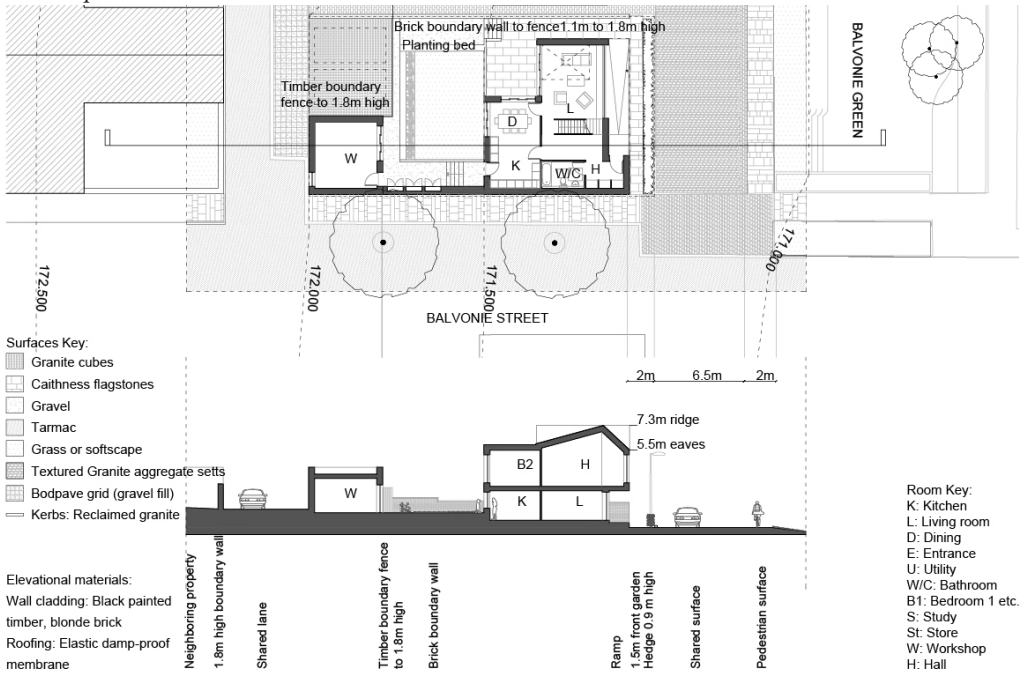 Brick boundary wall to fence1.1m to 1.8m high
Planting bed
Timber boundary
fence to 1.8m high
BALVONIE GREEN
L
D
W
K
W/C
H
172.500
172.000
171.500
171.000
BALVONIE STREET
Surfaces Key:
Granite cubes
Caithness flagstones
Gravel
Tarmac
Grass or softscape
Textured Granite aggregate setts
Bodpave grid (gravel fill)
Kerbs: Reclaimed granite
2m 6.5m 2m
7.3m ridge
5.5m eaves
B2 H
W K L
Elevational materials:
Wall cladding: Black painted
timber, blonde brick
Roofing: Elastic damp-proof
membrane
Neighboring property
1.8m high boundary wall
Shared lane
Timber boundary fence
to 1.8m high
Brick boundary wall
Ramp
1.5m front garden
Hedge 0.9 m high
Shared surface
Pedestrian surface
Room Key:
K: Kitchen
L: Living room
D: Dining
E: Entrance
U: Utility
W/C: Bathroom
B1: Bedroom 1 etc.
S: Study
St: Store
W: Workshop
H: Hall